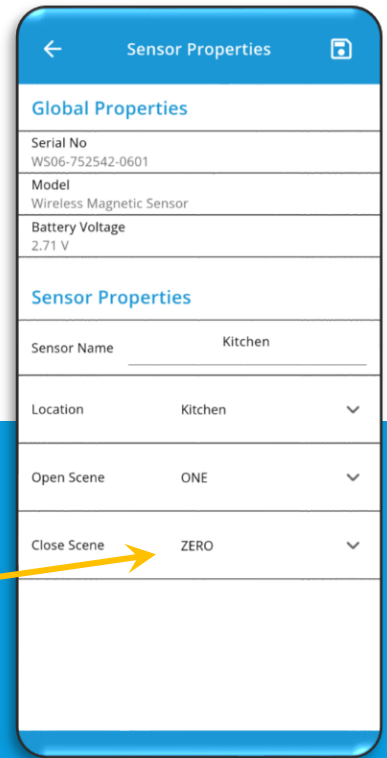 Sensor Properties
Global Properties
Serial No
WS06-752542-0601
Model
Wireless Magnetic Sensor
Battery Voltage
2.71 V
Sensor Properties
Sensor Name Kitchen
Location Kitchen
Open Scene ONE
Close Scene ZERO